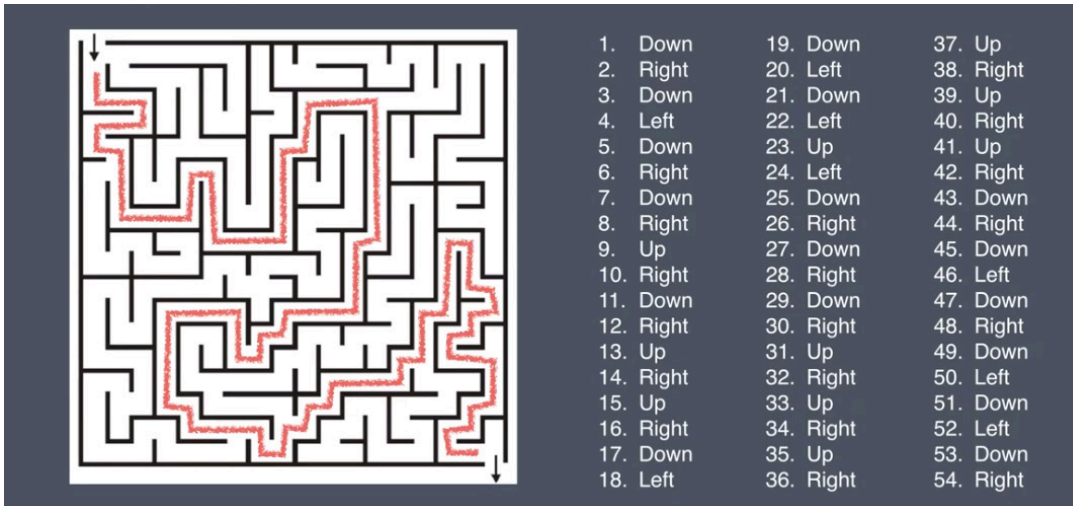 1. Down
2. Right
3. Down
4. Left
5. Down
6. Right
7. Down
8. Right
9. Up
10. Right
11. Down
12. Right
13. Up
14. Right
15. Up
16. Right
17. Down
18. Left
19. Down
20. Left
21. Down
22. Left
23. Up
24. Left
25. Down
26. Right
27. Down
28. Right
29. Down
30. Right
31. Up
32. Right
33. Up
34. Right
35. Up
36. Right
37. Up
38. Right
39. Up
40. Right
41. Up
42. Right
43. Down
44. Right
45. Down
46. Left
47. Down
48. Right
49. Down
50. Left
51. Down
52. Left
53. Down
54. Right